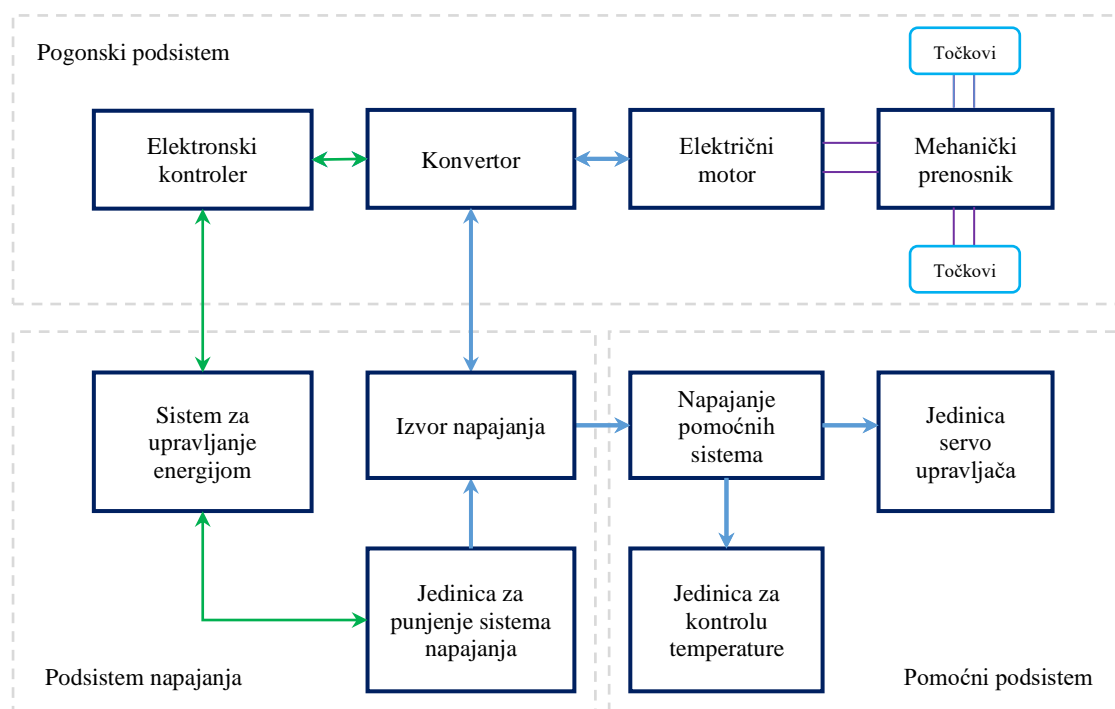 Pogonski podsistem
Točkovi
Elektronski
kontroler
Konvertor
Električni
motor
Mehanički
prenosnik
Točkovi
Sistem za
upravljanje
energijom
Izvor napajanja
Napajanje
pomoćnih
sistema
Jedinica
servo
upravljača
Jedinica za
punjenje sistema
napajanja
Jedinica za
kontrolu
temperature
Podsistem napajanja
Pomoćni podsistem